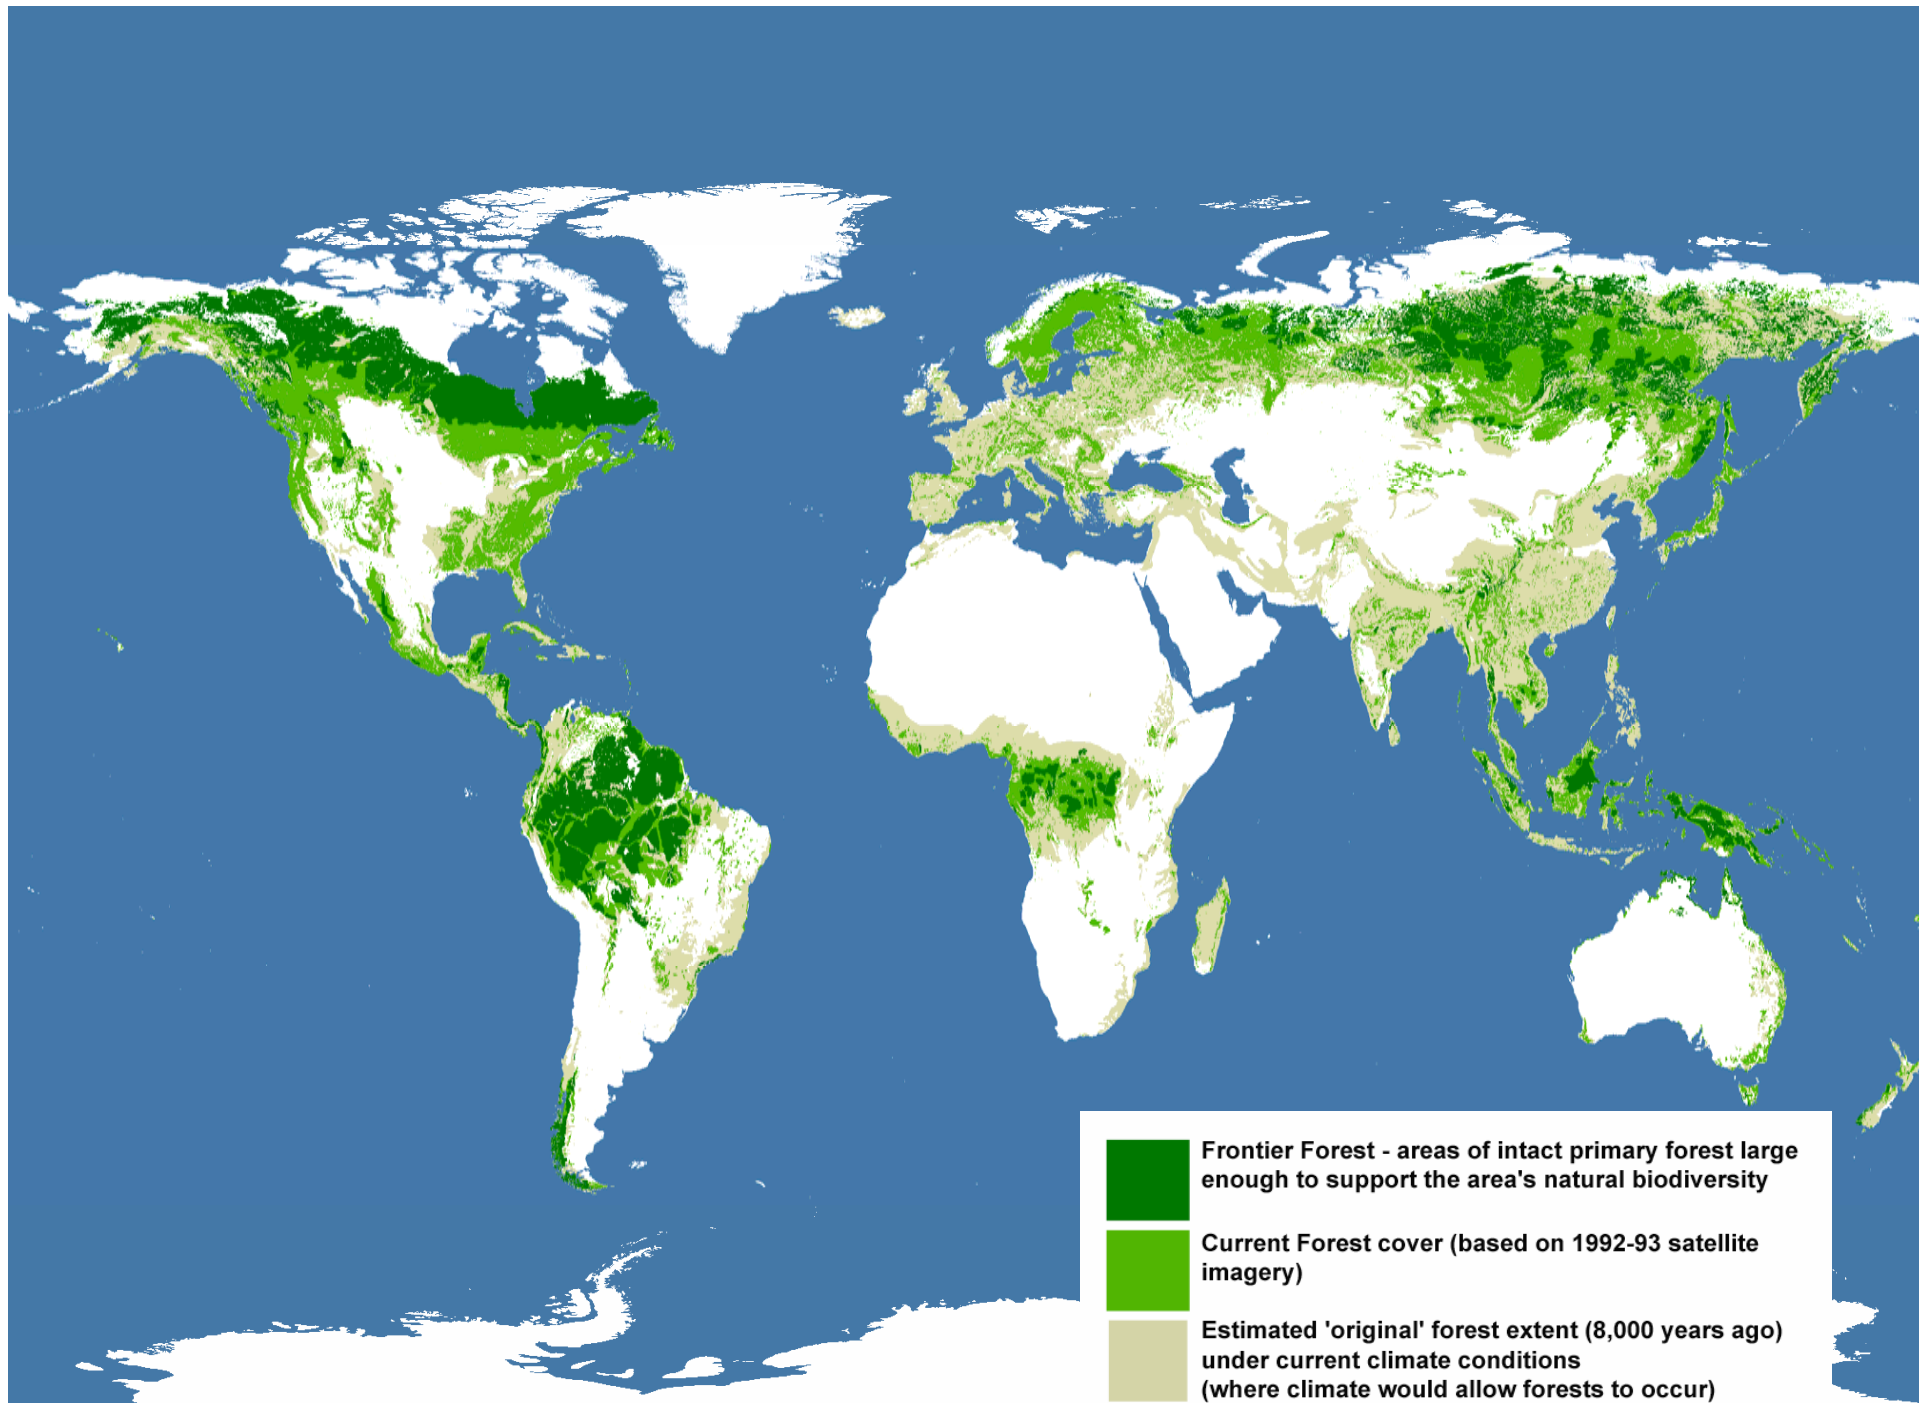 Frontier Forest - areas of intact primary forest large
enough to support the area's natural biodiversity
Current Forest cover (based on 1992-93 satellite
imagery)
Estimated 'original' forest extent (8,000 years ago)
under current climate conditions
(where climate would allow forests to occur)